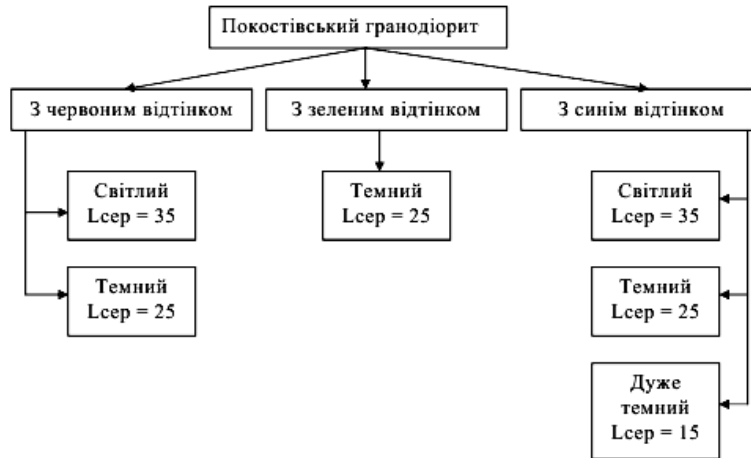 Покостівський гранодіорит
З червоним відтінком
З зеленим відтінком
З синім відтінком
Світлий
Lсер = 35
Темний
Lсер = 25
Світлий
Lсер = 35
Темний
Lсер = 25
Темний
Lсер = 25
Дуже
темний
Lсер = 15